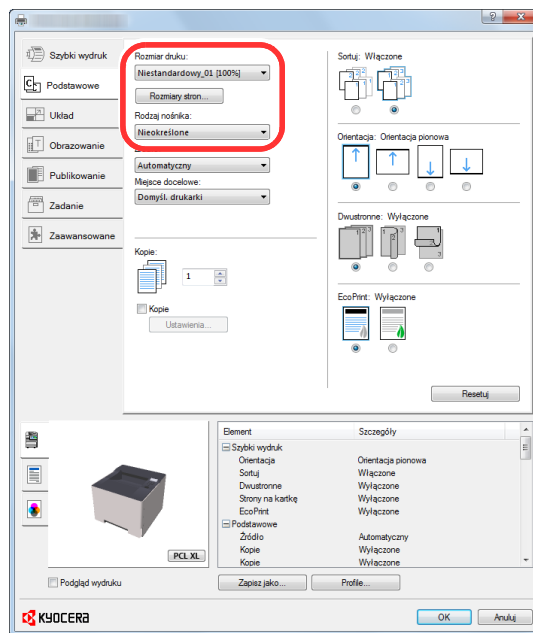 Szybki wydruk
Podstawowe
Układ
Obrazowanie
Publikowanie
Zadanie
Zaawansowane
Rozmiar druku:
Niestandardowy_01 [100%]
Rozmiary stron...
Rodzaj nośnika:
Nieokreślone
Automatyczny
Miejsce docelowe:
Domyśl. drukarki
Kopie:
1
Kopie
Ustawienia...
Sortuj: Włączone
Orientacja: Orientacja pionowa
Dwustronne: Wyłączone
EcoPrint: Wyłączone
Resetuj
PCL XL
Podgląd wydruku
Element Szczegóły
Szybki wydruk
Orientacja Orientacja pionowa
Sortuj Włączone
Dwustronne Wyłączone
Strony na kartkę Wyłączone
EcoPrint Wyłączone
Podstawowe
Źródło Automatyczny
Kopie Wyłączone
Kopie Wyłączone
Zapisz jako... Profile...
KYOCERA
OK Anuluj